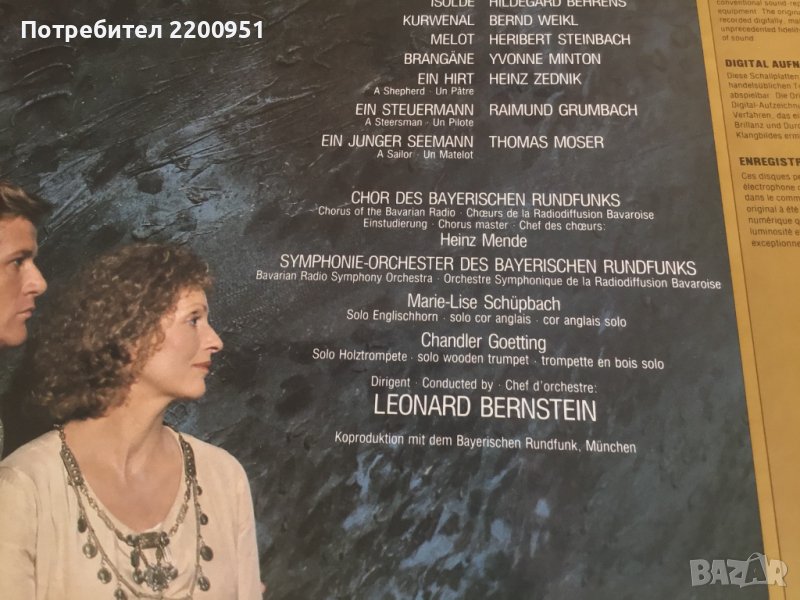 Потребител 2200951
ISOLDE HILDEGARD BEHRENS
KURWENAL BERND WEIKL
MELOT HERIBERT STEINBACH
BRANGÄNE YVONNE MINTON
EIN HIRT HEINZ ZEDNIK
A Shepherd · Un Pâtre
EIN STEUERMANN RAIMUND GRUMBACH
A Steersman · Un Pilote
EIN JUNGER SEEMANN THOMAS MOSER
A Sailor · Un Matelot
CHOR DES BAYERISCHEN RUNDFUNKS
Chorus of the Bavarian Radio · Chœurs de la Radiodiffusion Bavaroise
Einstudierung · Chorus master · Chef des chœurs:
Heinz Mende
SYMPHONIE-ORCHESTER DES BAYERISCHEN RUNDFUNKS
Bavarian Radio Symphony Orchestra · Orchestre Symphonique de la Radiodiffusion Bavaroise
Marie-Lise Schüpbach
Solo Englischhorn · solo cor anglais · cor anglais solo
Chandler Goetting
Solo Holztrompete · solo wooden trumpet · trompette en bois solo
Dirigent · Conducted by · Chef d'orchestre:
LEONARD BERNSTEIN
Koproduktion mit dem Bayerischen Rundfunk, München
conventional sound
equipment. The original
recorded digitally
unprecedented
of sound
DIGITAL AUFN
Diese Schallplatten
handelsüblichen T
abspielbar. Die Ori
Digital-Aufzeichn
Verfahren, das e
Brillanz und Dur
Klangbildes erm
ENREGISTR
Ces disques pe
électrophone
dans le comm
original a été
numérique q
luminosité e
exceptionne
BAZAR